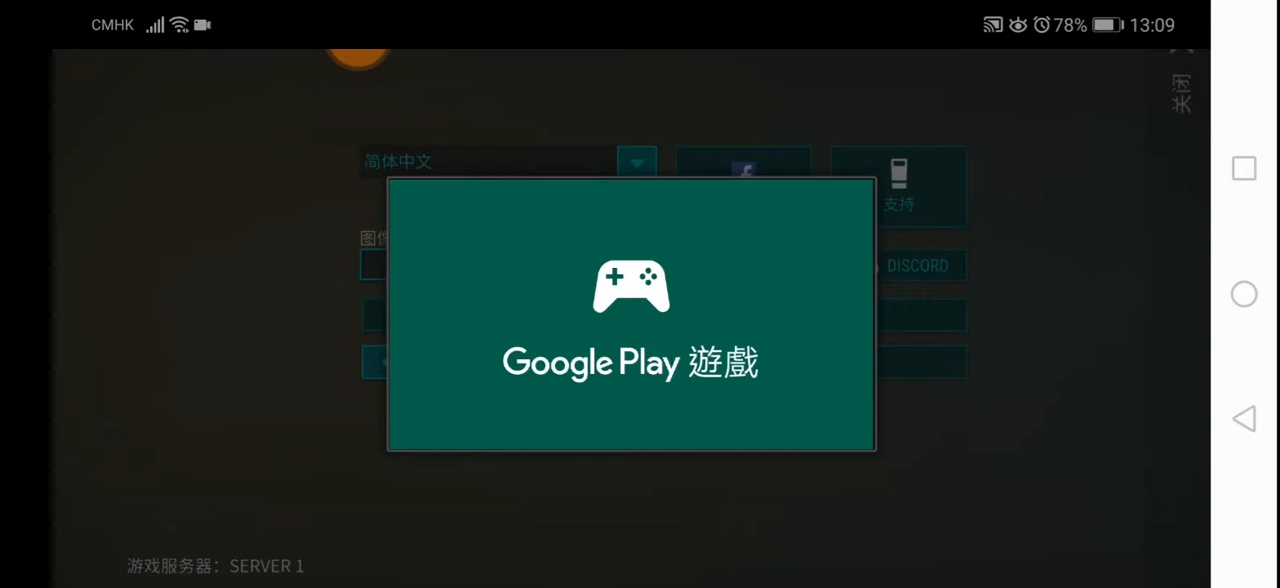 CMHK 78% 13:09
关闭
简体中文
支持
图像
DISCORD
Google Play 遊戲
游戏服务器: SERVER 1